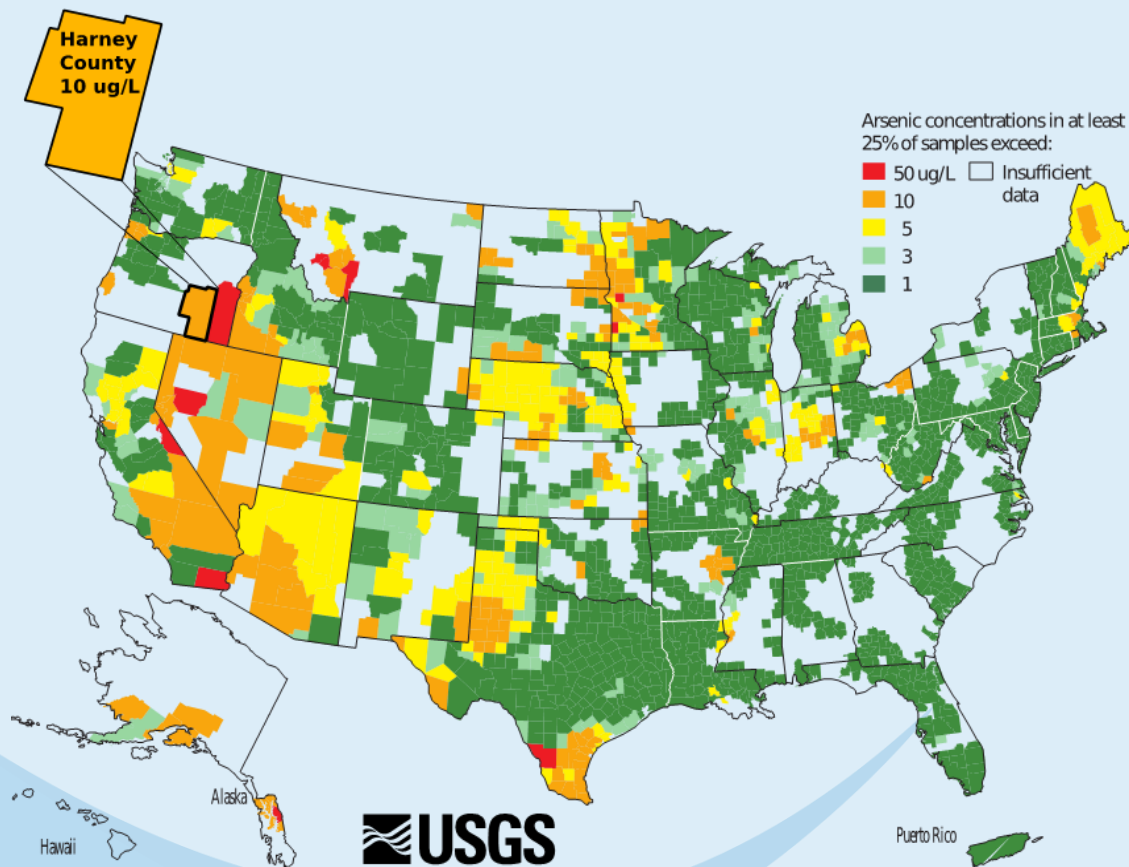 Harney
County
10 ug/L
Arsenic concentrations in at least
25% of samples exceed:
50 ug/L
Insufficient
data
10
5
3
1
Alaska
Hawaii
USGS
Puerto Rico